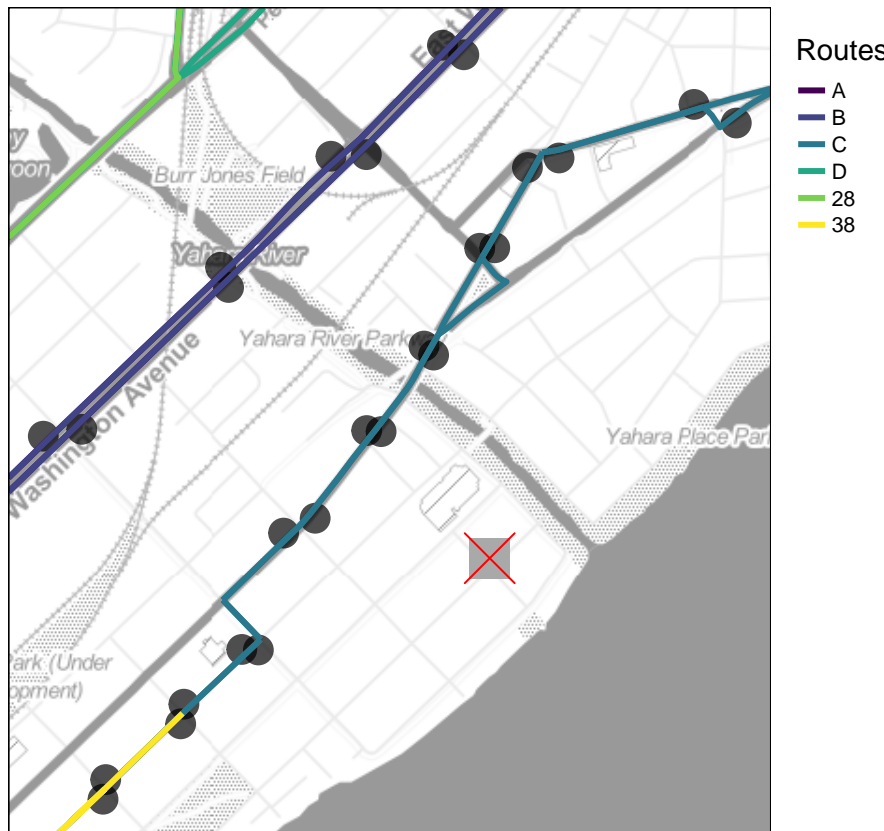 Routes
A
B
C
D
28
38
East W
Burr Jones Field
Yahara River
Yahara River Parkw
Washington Avenue
Yahara Place Park
Park (Under
opment)